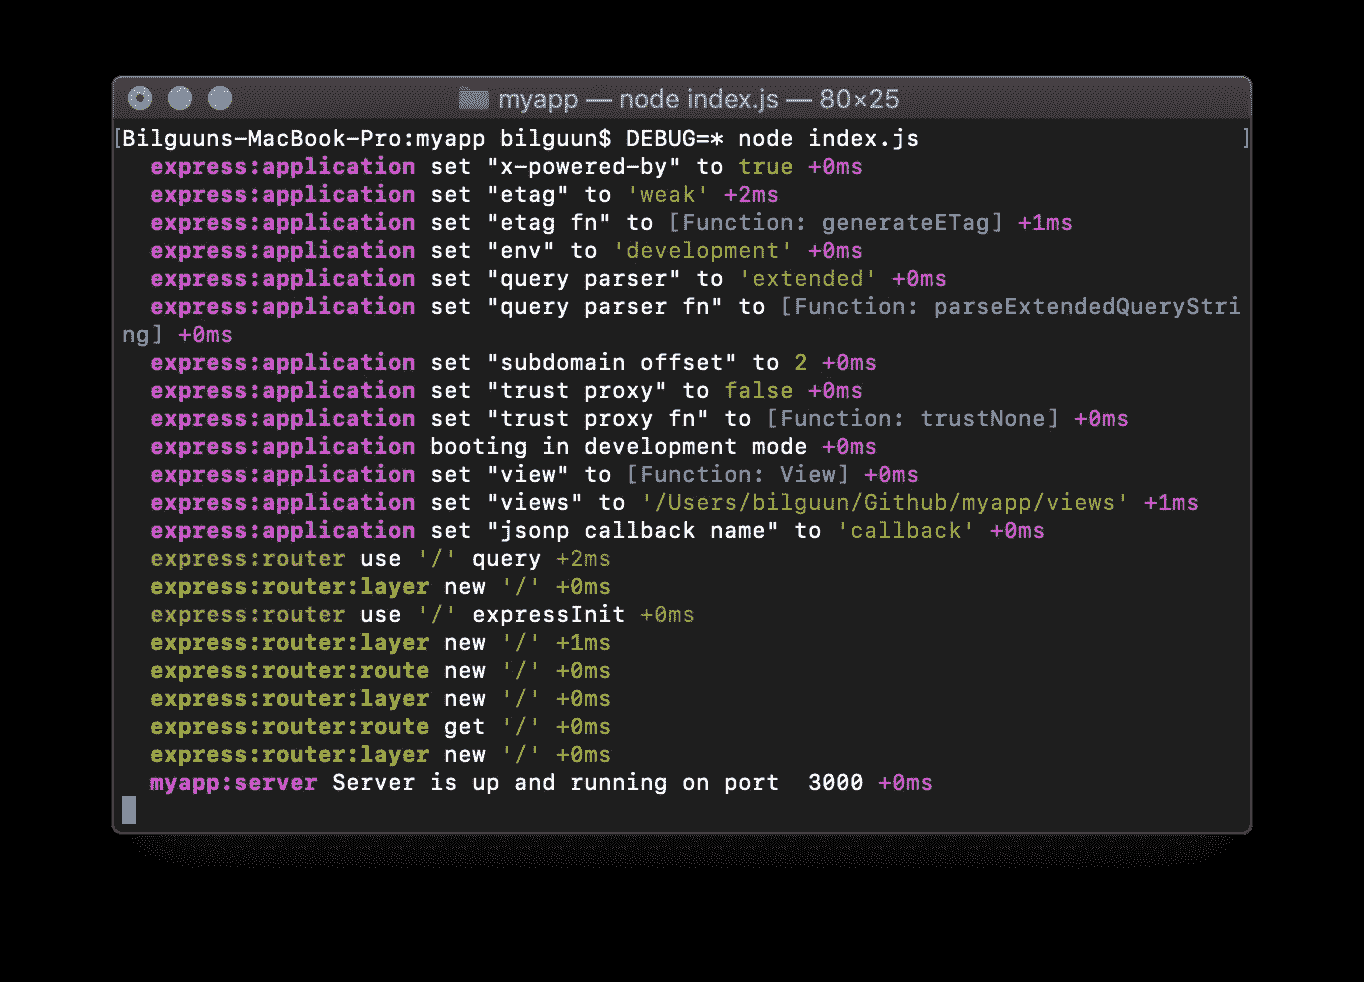 myapp — node index.js — 80×25
[Bilguuns-MacBook-Pro:myapp bilguun$ DEBUG=* node index.js ]
express:application set "x-powered-by" to true +0ms
express:application set "etag" to 'weak' +2ms
express:application set "etag fn" to [Function: generateETag] +1ms
express:application set "env" to 'development' +0ms
express:application set "query parser" to 'extended' +0ms
express:application set "query parser fn" to [Function: parseExtendedQueryStri
ng] +0ms
express:application set "subdomain offset" to 2 +0ms
express:application set "trust proxy" to false +0ms
express:application set "trust proxy fn" to [Function: trustNone] +0ms
express:application booting in development mode +0ms
express:application set "view" to [Function: View] +0ms
express:application set "views" to '/Users/bilguun/Github/myapp/views' +1ms
express:application set "jsonp callback name" to 'callback' +0ms
express:router use '/' query +2ms
express:router:layer new '/' +0ms
express:router use '/' expressInit +0ms
express:router:layer new '/' +1ms
express:router:route new '/' +0ms
express:router:layer new '/' +0ms
express:router:route get '/' +0ms
express:router:layer new '/' +0ms
myapp:server Server is up and running on port  3000 +0ms